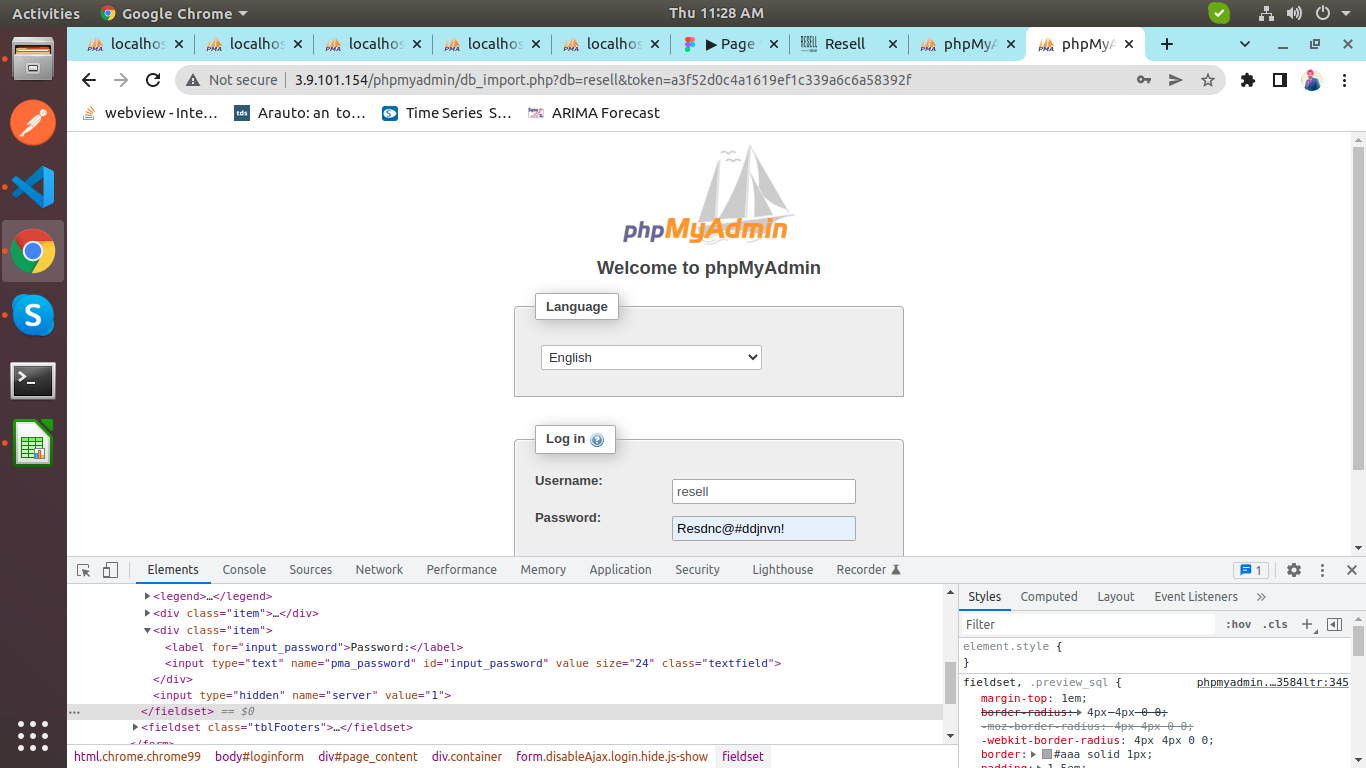 Activities Google Chrome Thu 11:28 AM
localhos localhos localhos localhos localhos ▶ Page RESELL Resell phpMyA phpMyA
Not secure 3.9.101.154/phpmyadmin/db_import.php?db=resell&token=a3f52d0c4a1619ef1c339a6c6a58392f
webview - Inte… tds Arauto: an to… Time Series S… ARIMA Forecast
phpMyAdmin
Welcome to phpMyAdmin
Language
English
Log in
Username: resell
Password: Resdnc@#ddjnvn!
Elements Console Sources Network Performance Memory Application Security Lighthouse Recorder 1
<legend>…</legend>
<div class="item">…</div>
<div class="item">
<label for="input_password">Password:</label>
<input type="text" name="pma_password" id="input_password" value size="24" class="textfield">
</div>
<input type="hidden" name="server" value="1">
</fieldset> == $0
<fieldset class="tblFooters">…</fieldset>
</form>
html.chrome.chrome99 body#loginform div#page_content div.container form.disableAjax.login.hide.js-show fieldset
Styles Computed Layout Event Listeners »
Filter :hov .cls
element.style {
}
fieldset, .preview_sql { phpmyadmin.…3584ltr:345
margin-top: 1em;
border-radius: 4px 4px 0 0;
-moz-border-radius: 4px 4px 0 0;
-webkit-border-radius: 4px 4px 0 0;
border: #aaa solid 1px;
padding: 1.5em;